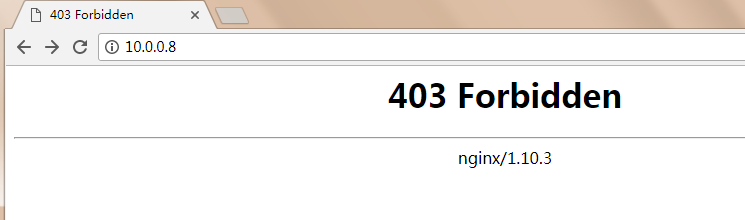 403 Forbidden
10.0.0.8
403 Forbidden
nginx/1.10.3